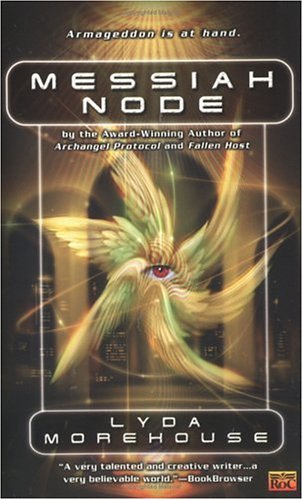 Armageddon is at hand.
MESSIAH
NODE
by the Award-Winning Author of
Archangel Protocol and Fallen Host
LYDA
MOREHOUSE
"A very talented and creative writer...a
very believable world."—BookBrowser
ROC